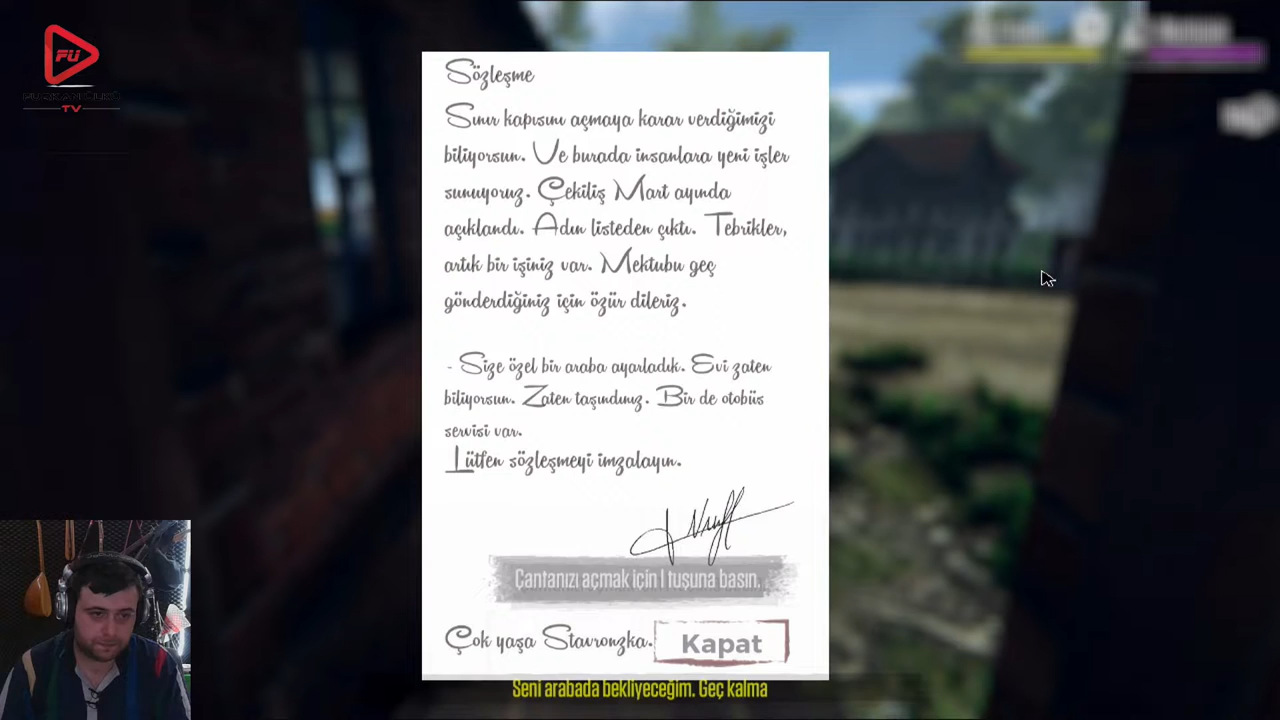 FU
TV
Sözleşme
Sınır kapısını açmaya karar verdiğimizi
biliyorsun. Ve burada insanlara yeni işler
sunuyoruz. Çekiliş Mart ayında
açıklandı. Adın listeden çıktı. Tebrikler,
artık bir işiniz var. Mektubu geç
gönderdiğiniz için özür dileriz.
- Size özel bir araba ayarladık. Evi zaten
biliyorsun. Zaten taşındınız. Bir de otobüs
servisi var.
Lütfen sözleşmeyi imzalayın.
Çantanızı açmak için I tuşuna basın.
Çok yaşa Stavronzka.
Kapat
Seni arabada bekliyeceğim. Geç kalma